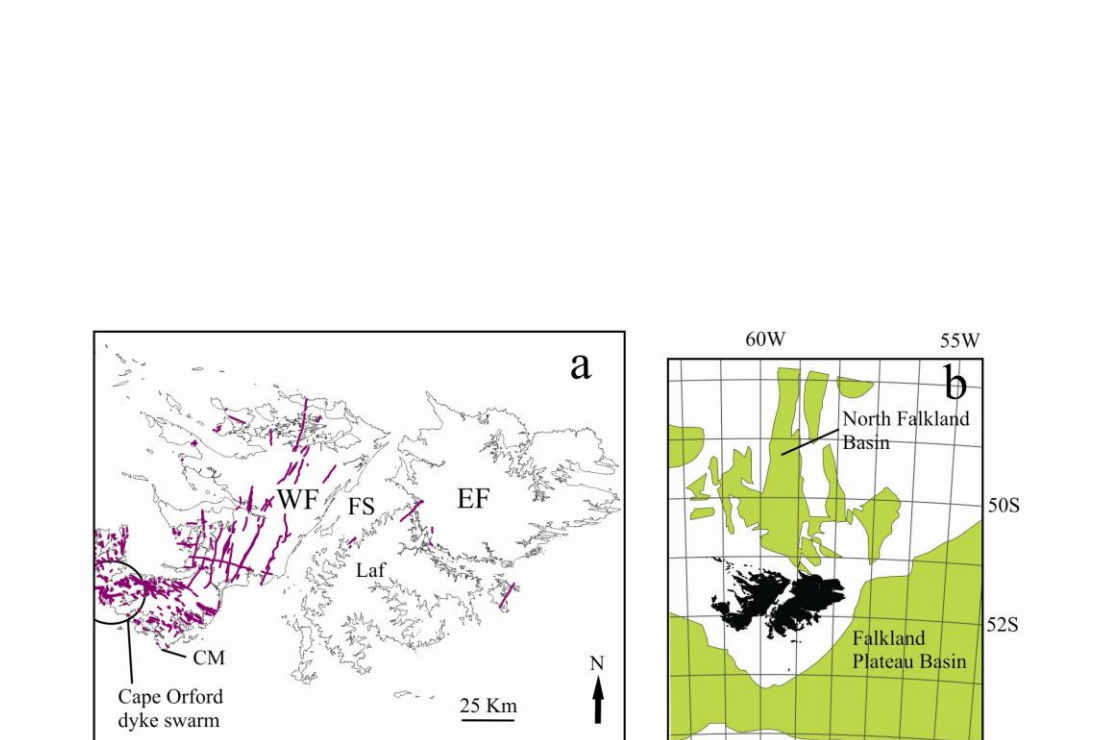 a
WF
FS
EF
Laf
CM
Cape Orford
dyke swarm
N
25 Km
60W
55W
b
North Falkland
Basin
50S
52S
Falkland
Plateau Basin